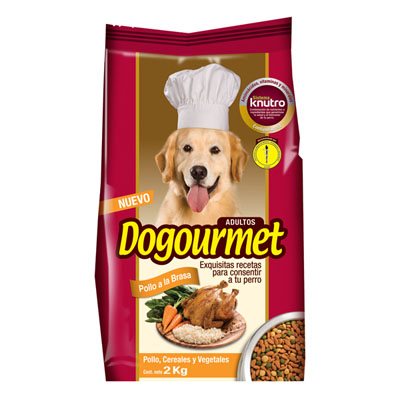 Sistema
knutro
NUEVO
ADULTOS
Dogourmet
Exquisitas recetas
para consentir
a tu perro
Pollo a la Brasa
Pollo, Cereales y Vegetales
Cont. neto 2 Kg